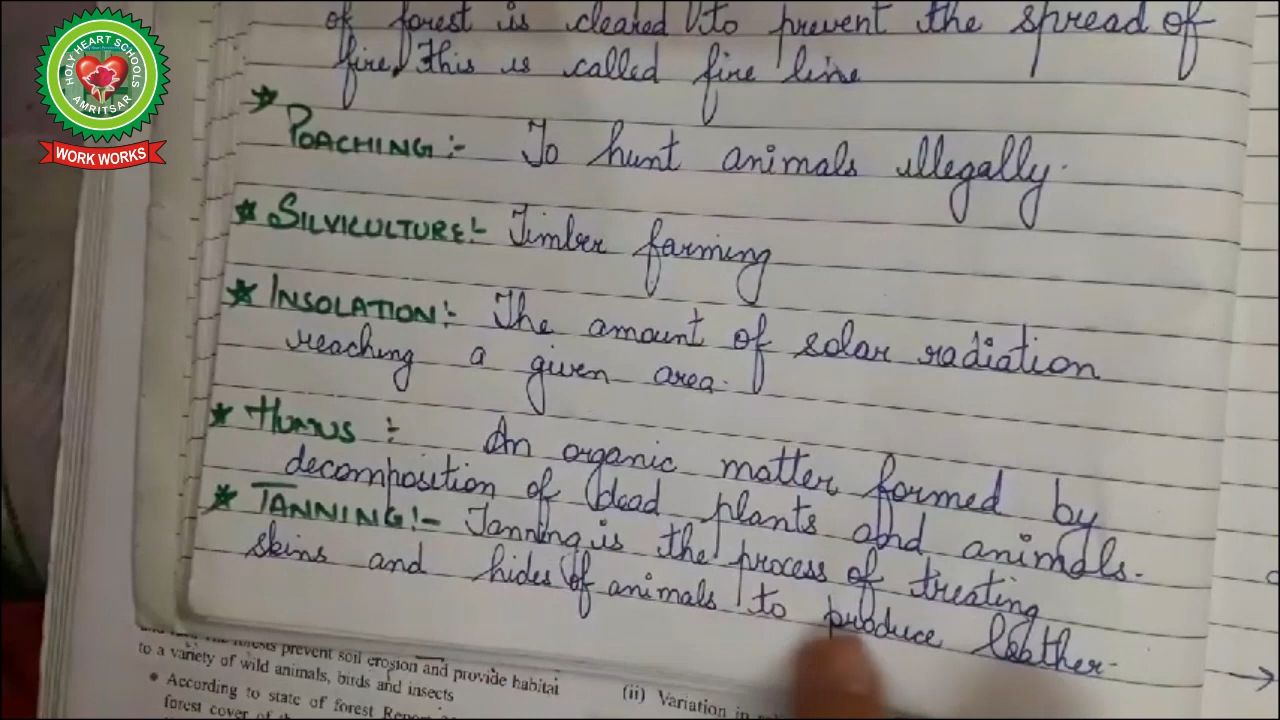 HOLY HEART SCHOOLS
AMRITSAR
WORK WORKS
of forest is cleared to prevent the spread of
fire. This is called fire line
★ POACHING:- To hunt animals illegally.
★ SILVICULTURE:- Timber farming
★ INSOLATION:- The amount of solar radiation
reaching a given area.
★ HUMUS :- An organic matter formed by
decomposition of dead plants and animals.
★ TANNING:- Tanning is the process of treating
skins and hides of animals to produce leather.
forests prevent soil erosion and provide habitat
to a variety of wild animals, birds and insects
• According to state of forest
forest cover of
(ii) Variation in